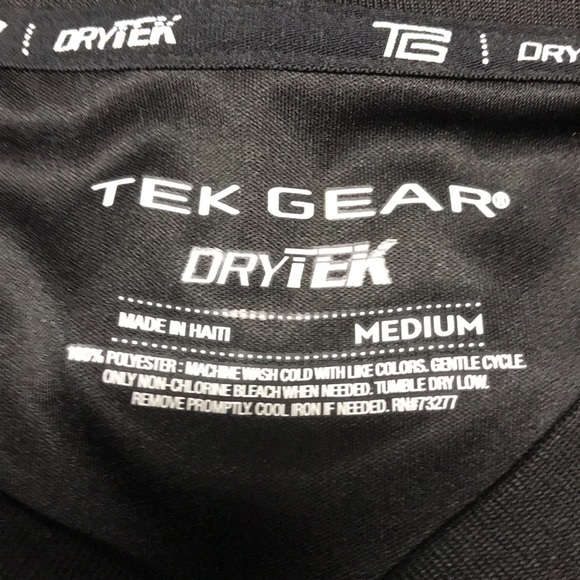 DRYTEK TG DRY
TEK GEAR®
DRYTEK
MADE IN HAITI MEDIUM
100% POLYESTER : MACHINE WASH COLD WITH LIKE COLORS. GENTLE CYCLE.
ONLY NON-CHLORINE BLEACH WHEN NEEDED. TUMBLE DRY LOW.
REMOVE PROMPTLY. COOL IRON IF NEEDED. RN#73277